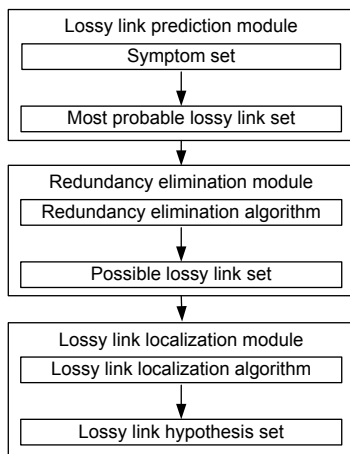 Lossy link prediction module
Symptom set
Most probable lossy link set
Redundancy elimination module
Redundancy elimination algorithm
Possible lossy link set
Lossy link localization module
Lossy link localization algorithm
Lossy link hypothesis set